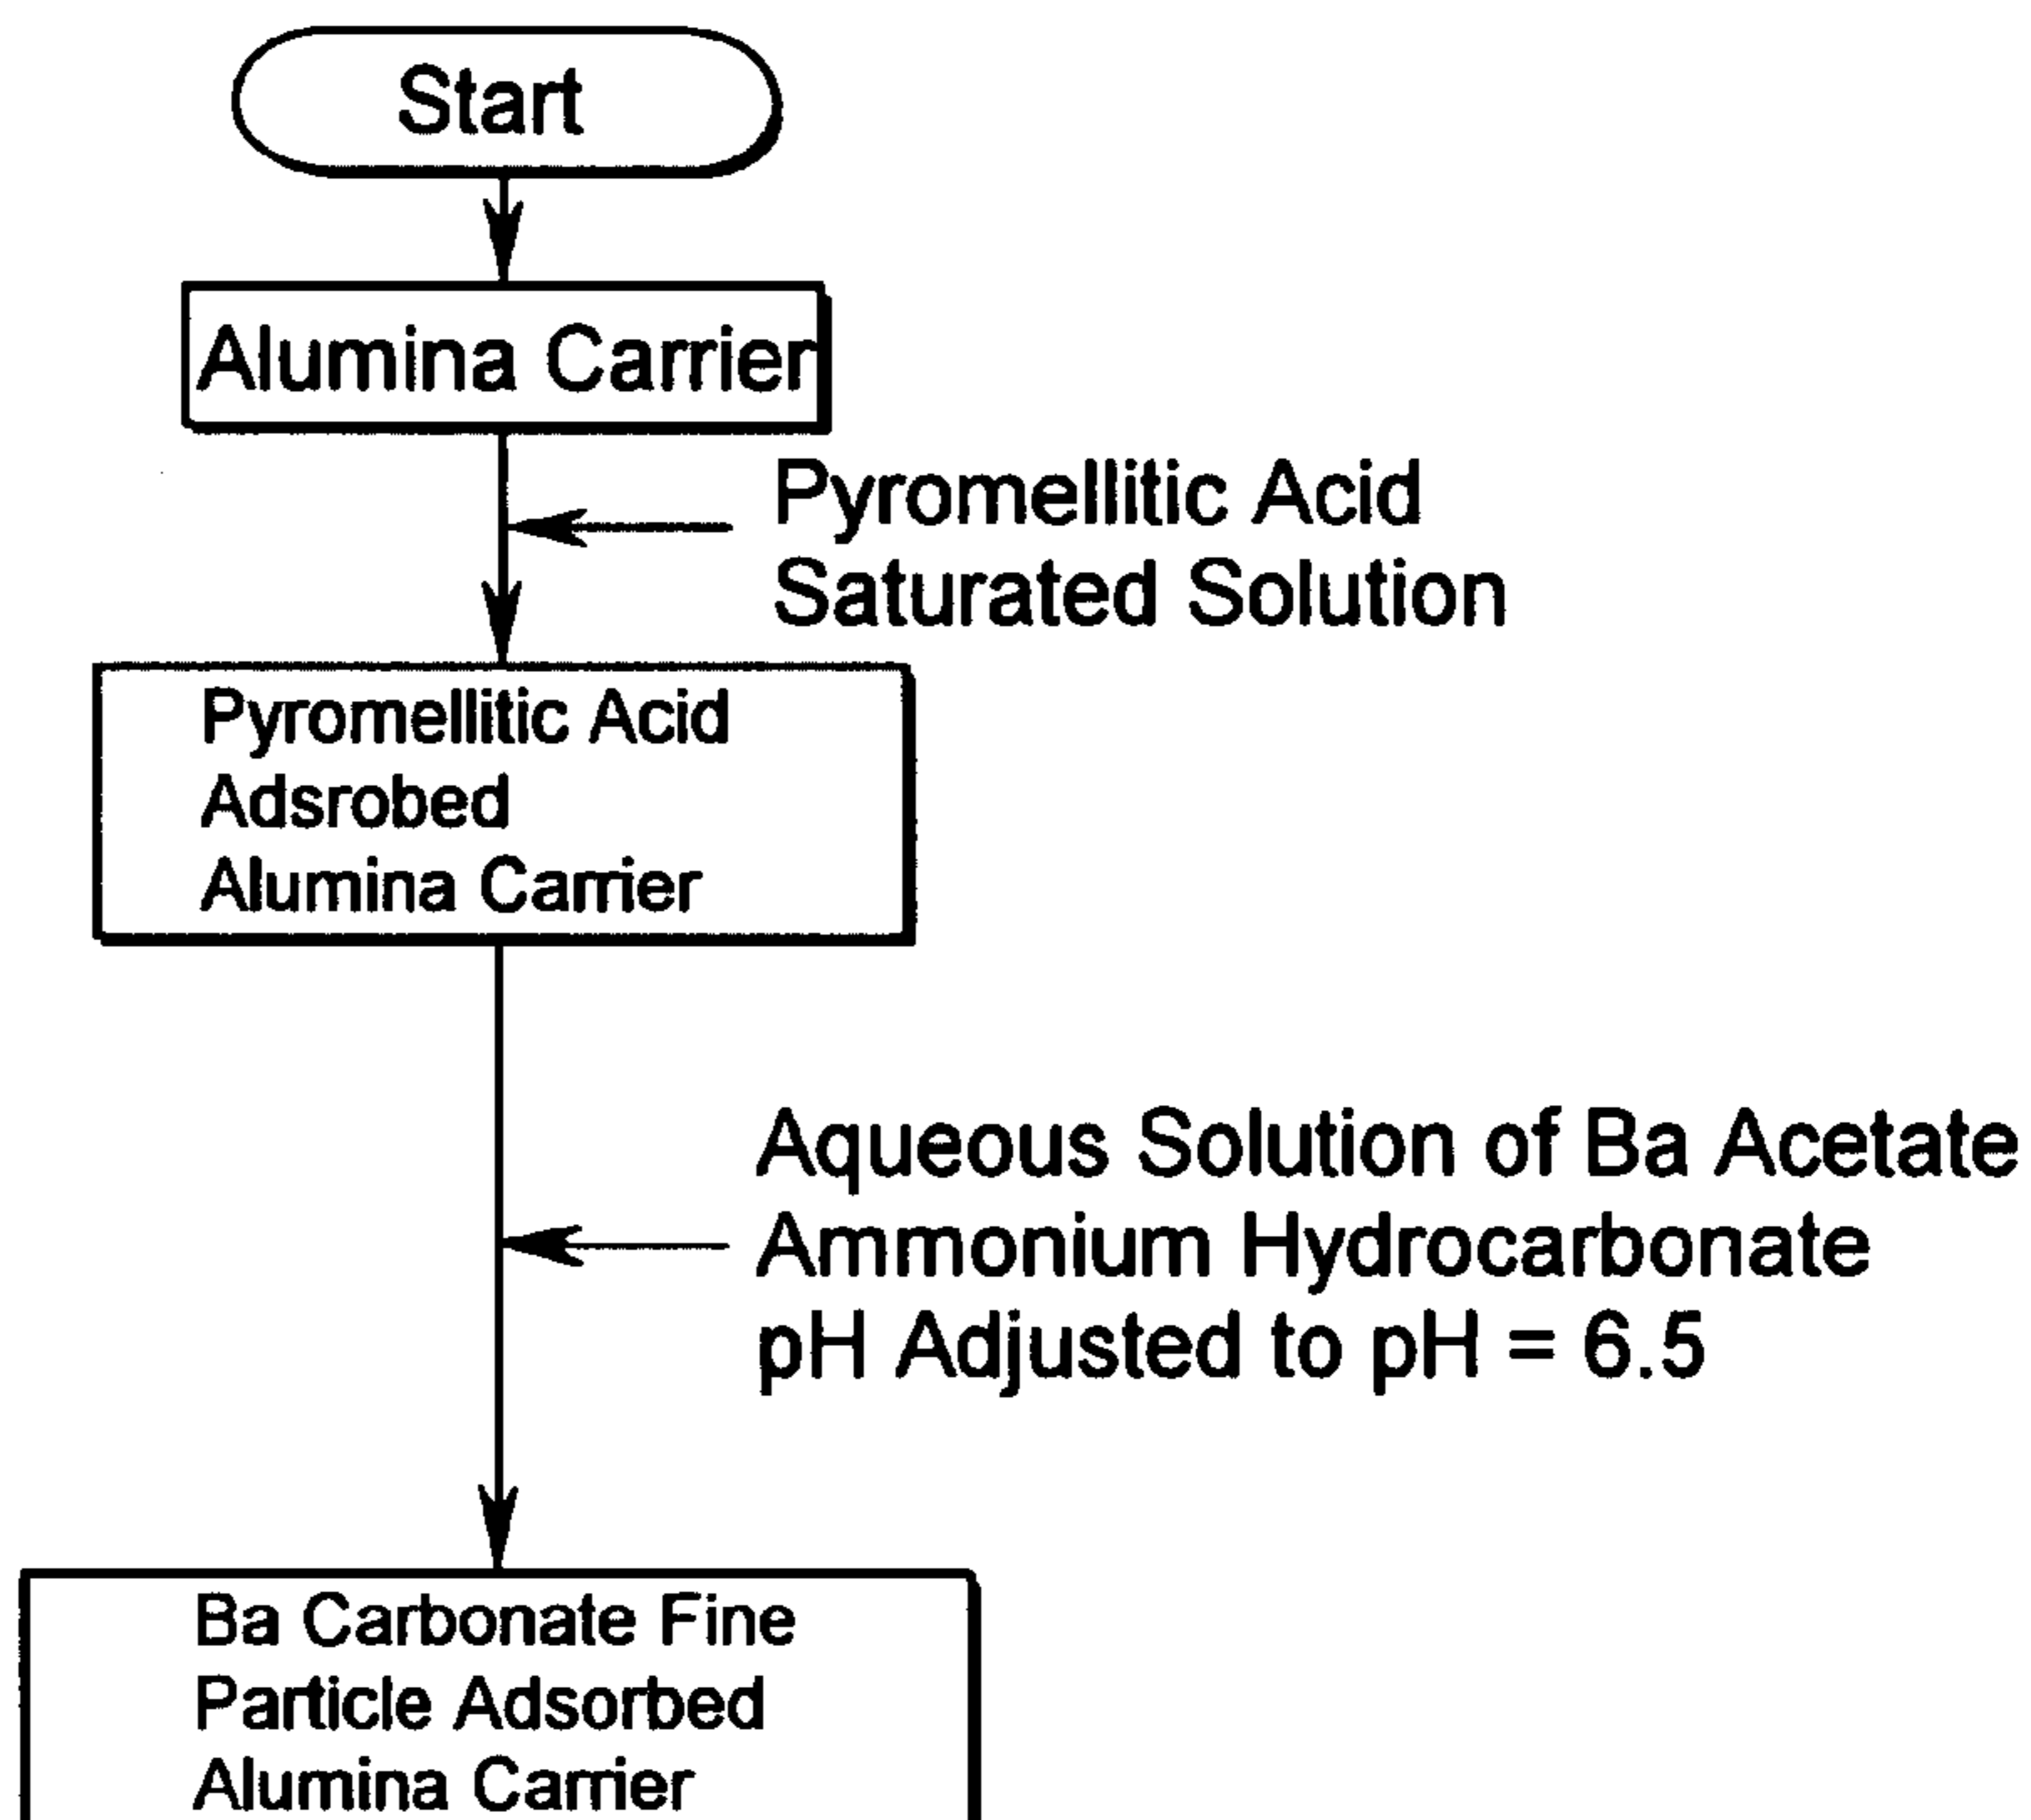 Start
Alumina Carrier
Pyromellitic Acid
Saturated Solution
Pyromellitic Acid
Adsrobed
Alumina Carrier
Aqueous Solution of Ba Acetate
Ammonium Hydrocarbonate
pH Adjusted to pH = 6.5
Ba Carbonate Fine
Particle Adsorbed
Alumina Carrier